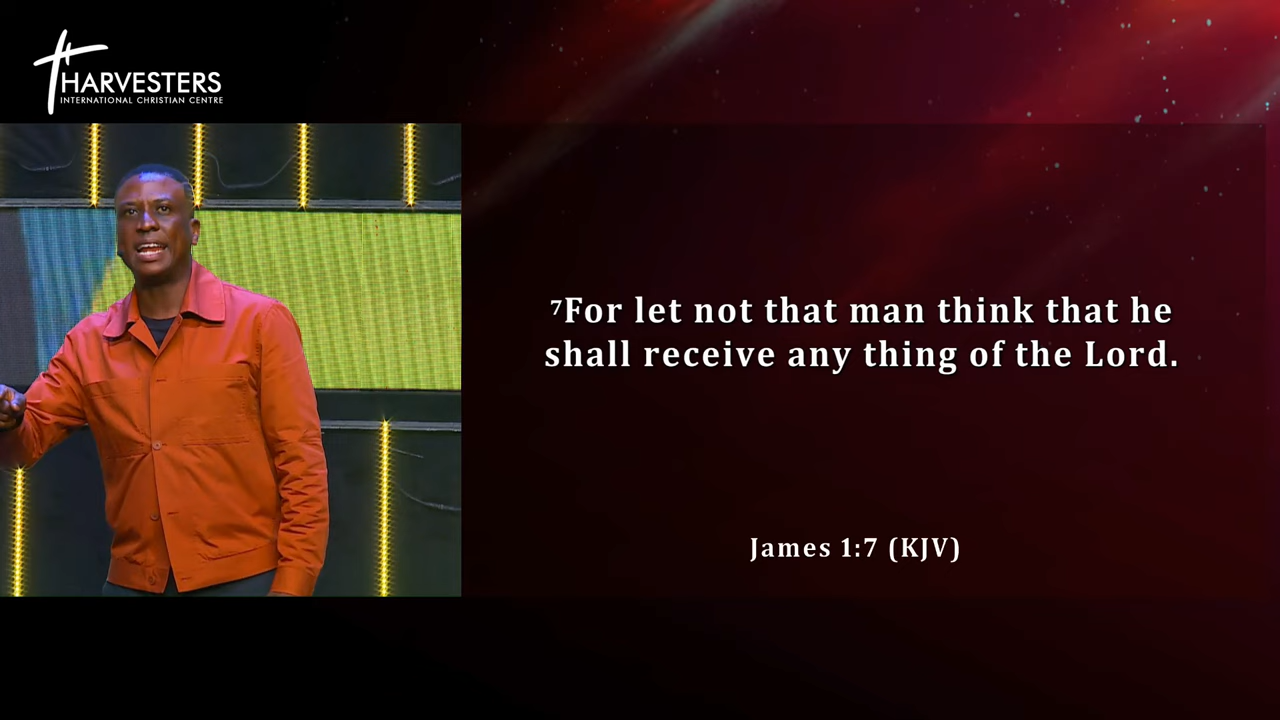 HARVESTERS
INTERNATIONAL CHRISTIAN CENTRE
⁷For let not that man think that he
shall receive any thing of the Lord.
James 1:7 (KJV)